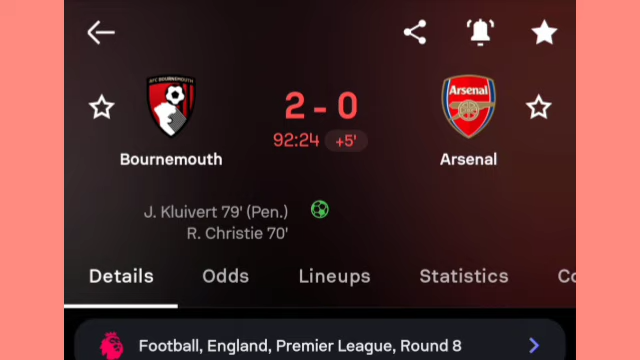 AFC BOURNEMOUTH
Arsenal
2 - 0
92:24 +5'
Bournemouth
Arsenal
J. Kluivert 79' (Pen.)
R. Christie 70'
Details Odds Lineups Statistics Co
Football, England, Premier League, Round 8